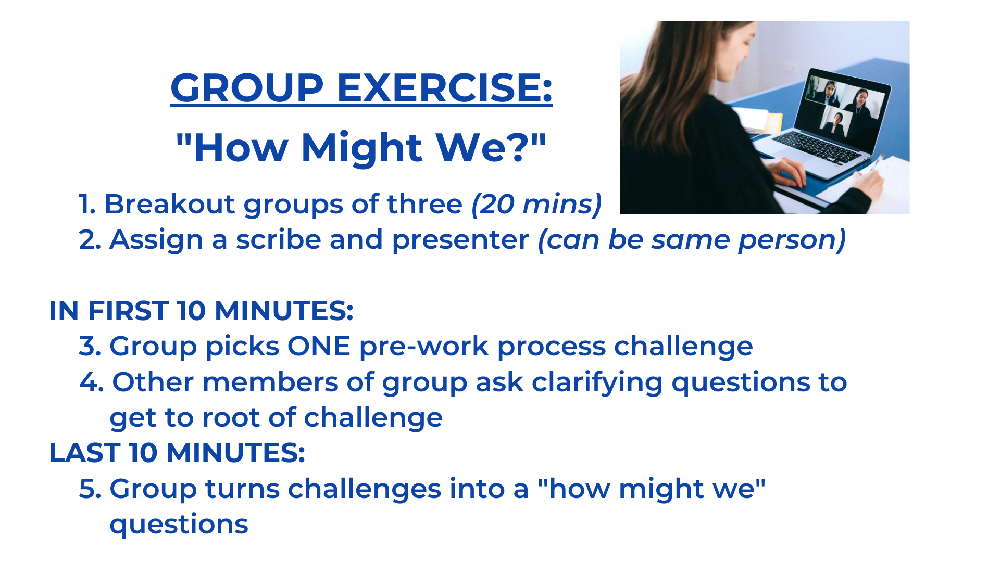 GROUP EXERCISE:
"How Might We?"
1. Breakout groups of three (20 mins)
2. Assign a scribe and presenter (can be same person)
IN FIRST 10 MINUTES:
3. Group picks ONE pre-work process challenge
4. Other members of group ask clarifying questions to
get to root of challenge
LAST 10 MINUTES:
5. Group turns challenges into a "how might we"
questions